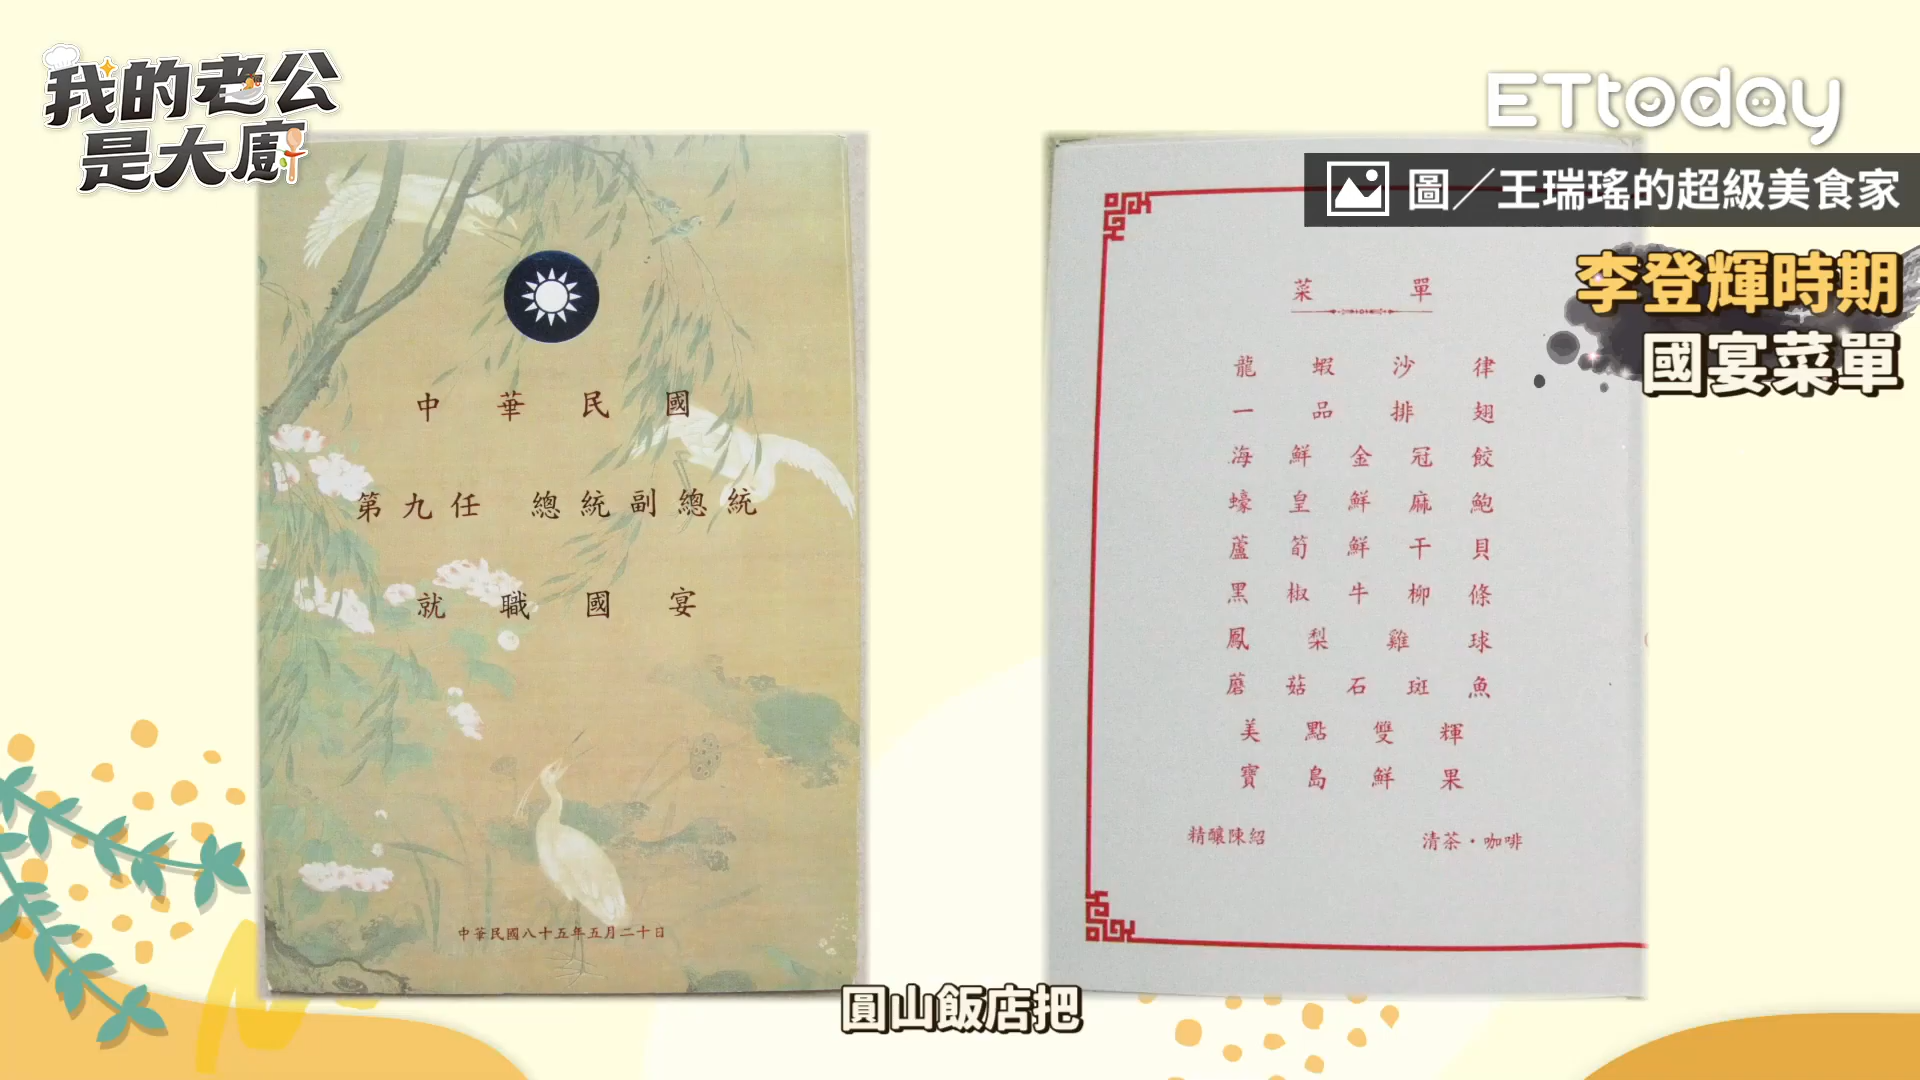 我的老公
是大廚
ETtoday
圖／王瑞瑤的超級美食家
李登輝時期
國宴菜單
中華民國
第九任 總統副總統
就職國宴
中華民國八十五年五月二十日
菜單
龍蝦沙律
一品排翅
海鮮金冠餃
蠔皇鮮麻鮑
蘆筍鮮干貝
黑椒牛柳條
鳳梨雞球
蘑菇石斑魚
美點雙輝
寶島鮮果
精釀陳紹 清茶・咖啡
圓山飯店把